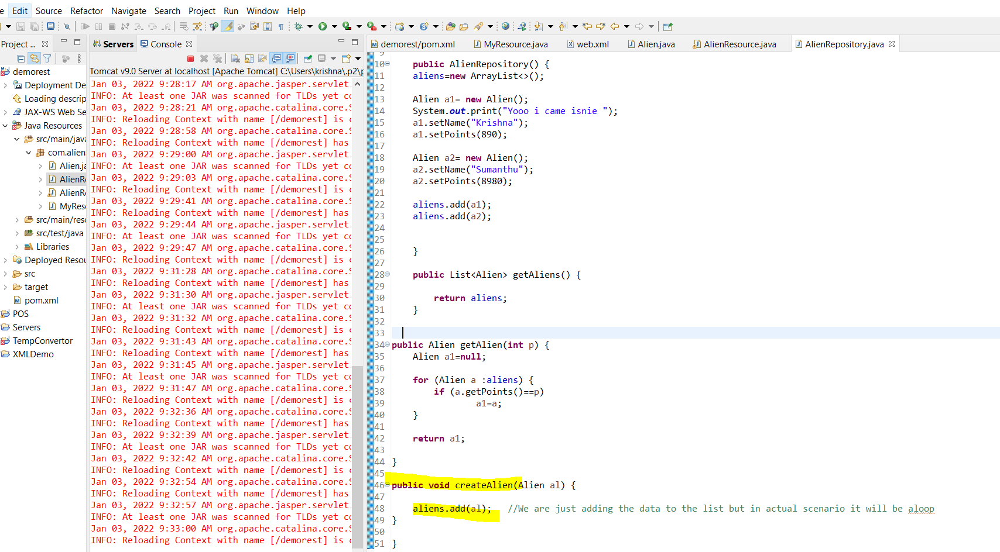 e Edit Source Refactor Navigate Search Project Run Window Help
Project ...
demorest
Deployment De
Loading descrip
JAX-WS Web Se
Java Resources
src/main/java
com.alien
Alien.ja
AlienRe
AlienRe
MyReso
src/main/reso
src/test/java
Libraries
Deployed Resou
src
target
pom.xml
POS
Servers
TempConvertor
XMLDemo
Servers Console
Tomcat v9.0 Server at localhost [Apache Tomcat] C:\Users\krishna\.p2\p
Jan 03, 2022 9:28:17 AM org.apache.jasper.servlet.
INFO: At least one JAR was scanned for TLDs yet co
Jan 03, 2022 9:28:21 AM org.apache.catalina.core.S
INFO: Reloading Context with name [/demorest] is c
Jan 03, 2022 9:28:58 AM org.apache.catalina.core.S
INFO: Reloading Context with name [/demorest] has
Jan 03, 2022 9:29:00 AM org.apache.jasper.servlet.
INFO: At least one JAR was scanned for TLDs yet co
Jan 03, 2022 9:29:03 AM org.apache.catalina.core.S
INFO: Reloading Context with name [/demorest] is c
Jan 03, 2022 9:29:41 AM org.apache.catalina.core.S
INFO: Reloading Context with name [/demorest] has
Jan 03, 2022 9:29:44 AM org.apache.jasper.servlet.
INFO: At least one JAR was scanned for TLDs yet co
Jan 03, 2022 9:29:47 AM org.apache.catalina.core.S
INFO: Reloading Context with name [/demorest] is c
Jan 03, 2022 9:31:28 AM org.apache.catalina.core.S
INFO: Reloading Context with name [/demorest] has
Jan 03, 2022 9:31:30 AM org.apache.jasper.servlet.
INFO: At least one JAR was scanned for TLDs yet co
Jan 03, 2022 9:31:32 AM org.apache.catalina.core.S
INFO: Reloading Context with name [/demorest] is c
Jan 03, 2022 9:31:43 AM org.apache.catalina.core.S
INFO: Reloading Context with name [/demorest] has
Jan 03, 2022 9:31:45 AM org.apache.jasper.servlet.
INFO: At least one JAR was scanned for TLDs yet co
Jan 03, 2022 9:31:47 AM org.apache.catalina.core.S
INFO: Reloading Context with name [/demorest] is c
Jan 03, 2022 9:32:36 AM org.apache.catalina.core.S
INFO: Reloading Context with name [/demorest] has
Jan 03, 2022 9:32:39 AM org.apache.jasper.servlet.
INFO: At least one JAR was scanned for TLDs yet co
Jan 03, 2022 9:32:42 AM org.apache.catalina.core.S
INFO: Reloading Context with name [/demorest] is c
Jan 03, 2022 9:32:54 AM org.apache.catalina.core.S
INFO: Reloading Context with name [/demorest] has
Jan 03, 2022 9:32:57 AM org.apache.jasper.servlet.
INFO: At least one JAR was scanned for TLDs yet co
Jan 03, 2022 9:33:00 AM org.apache.catalina.core.S
INFO: Reloading Context with name [/demorest] is c
demorest/pom.xml MyResource.java web.xml Alien.java AlienResource.java AlienRepository.java
9
10 public AlienRepository() {
11 aliens=new ArrayList<>();
12
13 Alien a1= new Alien();
14 System.out.print("Yooo i came isnie ");
15 a1.setName("Krishna");
16 a1.setPoints(890);
17
18 Alien a2= new Alien();
19 a2.setName("Sumanthu");
20 a2.setPoints(8980);
21
22 aliens.add(a1);
23 aliens.add(a2);
24
25
26 }
27
28 public List<Alien> getAliens() {
29
30 return aliens;
31 }
32
33
34 public Alien getAlien(int p) {
35 Alien a1=null;
36
37 for (Alien a :aliens) {
38 if (a.getPoints()==p)
39 a1=a;
40 }
41
42 return a1;
43
44 }
45
46 public void createAlien(Alien al) {
47
48 aliens.add(al); //We are just adding the data to the list but in actual scenario it will be aloop
49 }
50
51 }